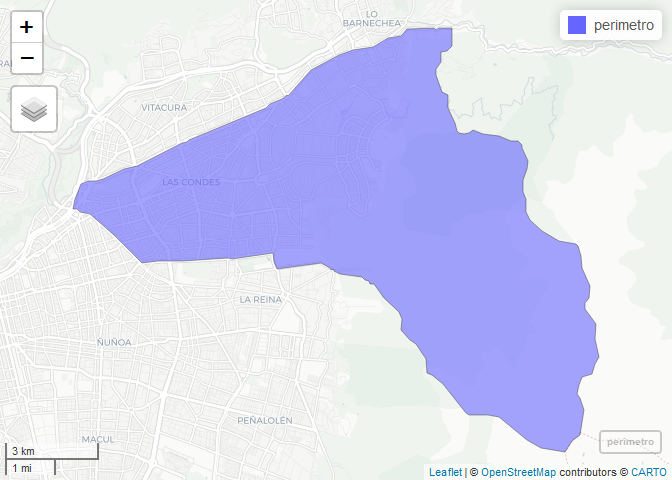 +
−
LO
BARNECHEA
perimetro
VITACURA
LAS CONDES
LA REINA
ÑUÑOA
PEÑALOLÉN
MACUL
perimetro
3 km
1 mi
Leaflet | © OpenStreetMap contributors © CARTO